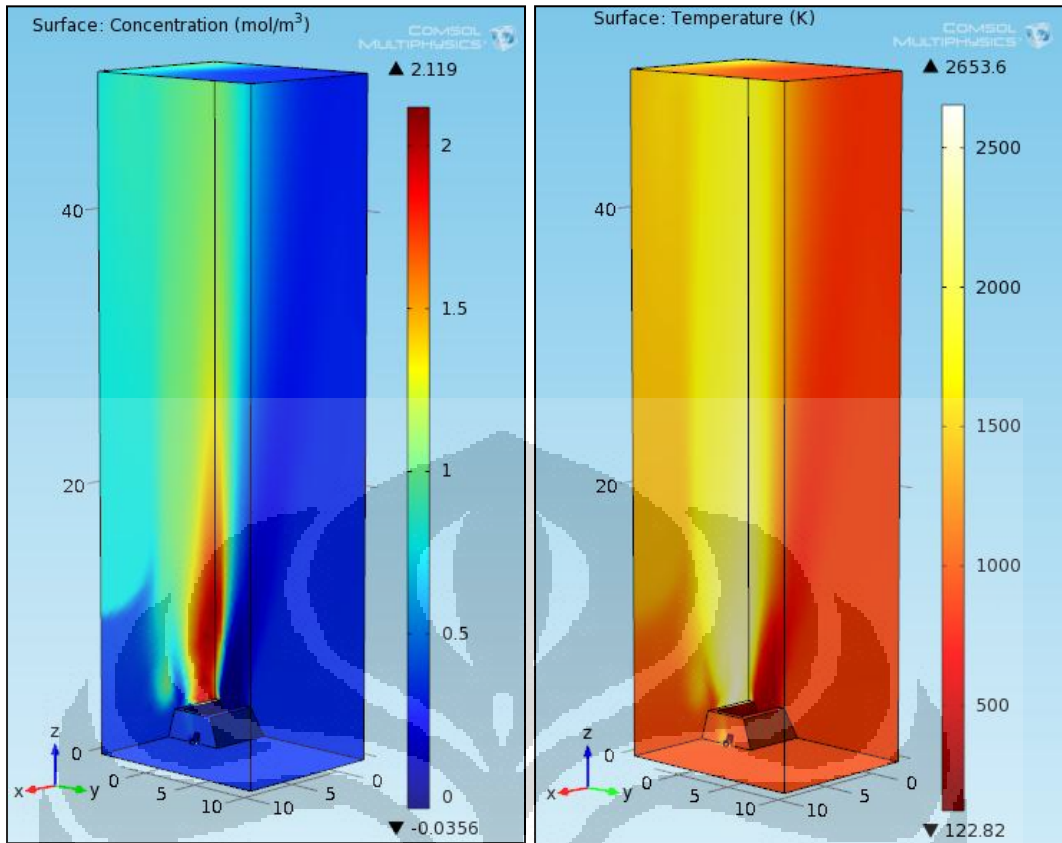 Surface: Concentration (mol/m³)
COMSOL
MULTIPHYSICS
▲ 2.119
2
40
1.5
1
20
0.5
z
0
0
x
y
0
5
5
10
10
▼ -0.0356
Surface: Temperature (K)
COMSOL
MULTIPHYSICS
▲ 2653.6
2500
40
2000
1500
20
1000
500
z
0
x
y
0
0
5
5
10
10
▼ 122.82